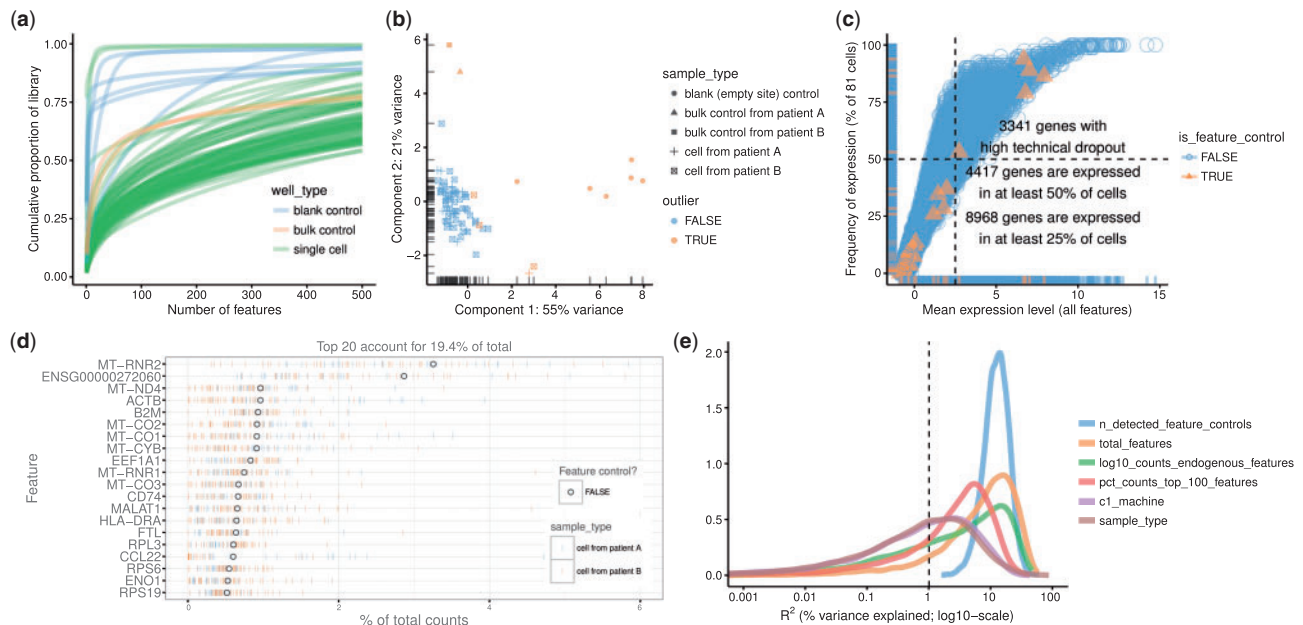 (a)
1.00
0.75
0.50
0.25
0.00
Cumulative proportion of library
0
100
200
300
400
500
Number of features
well_type
blank control
bulk control
single cell
(b)
6
4
2
0
−2
Component 2: 21% variance
0
2
4
6
8
Component 1: 55% variance
sample_type
blank (empty site) control
bulk control from patient A
bulk control from patient B
cell from patient A
cell from patient B
outlier
FALSE
TRUE
(c)
100
75
50
25
0
Frequency of expression (% of 81 cells)
3341 genes with
high technical dropout
4417 genes are expressed
in at least 50% of cells
8968 genes are expressed
in at least 25% of cells
0
5
10
15
Mean expression level (all features)
is_feature_control
FALSE
TRUE
(d)
Top 20 account for 19.4% of total
Feature
MT−RNR2
ENSG00000272060
MT−ND4
ACTB
B2M
MT−CO2
MT−CO1
MT−CYB
EEF1A1
MT−RNR1
MT−CO3
CD74
MALAT1
HLA−DRA
FTL
RPL3
CCL22
RPS6
ENO1
RPS19
Feature control?
FALSE
sample_type
cell from patient A
cell from patient B
0
2
4
6
% of total counts
(e)
2.0
1.5
1.0
0.5
0.0
0.001
0.01
0.1
1
10
100
R² (% variance explained; log10−scale)
n_detected_feature_controls
total_features
log10_counts_endogenous_features
pct_counts_top_100_features
c1_machine
sample_type